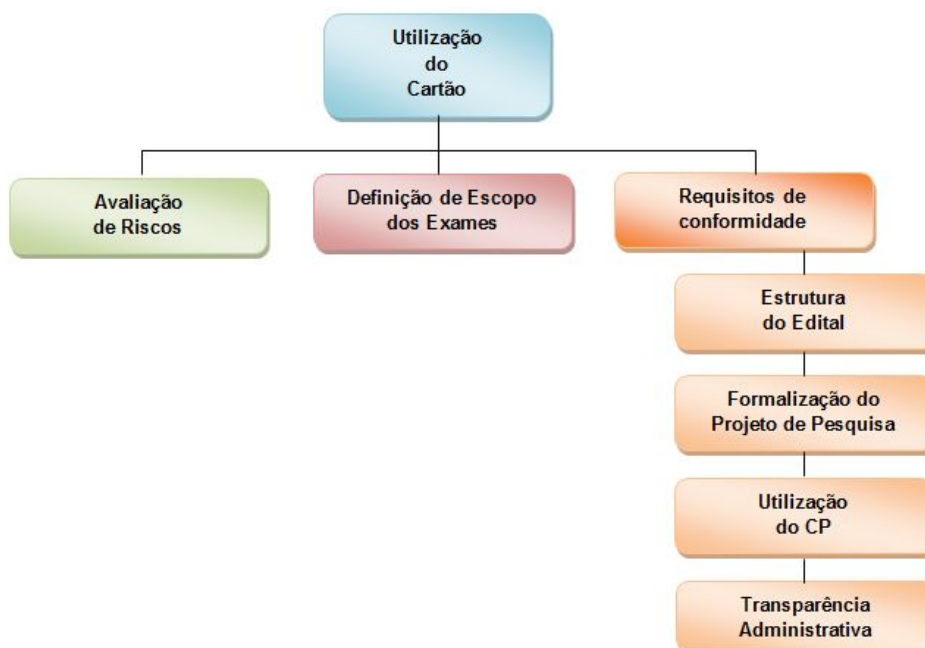 Utilização
do
Cartão
Avaliação
de Riscos
Definição de Escopo
dos Exames
Requisitos de
conformidade
Estrutura
do Edital
Formalização do
Projeto de Pesquisa
Utilização
do CP
Transparência
Administrativa